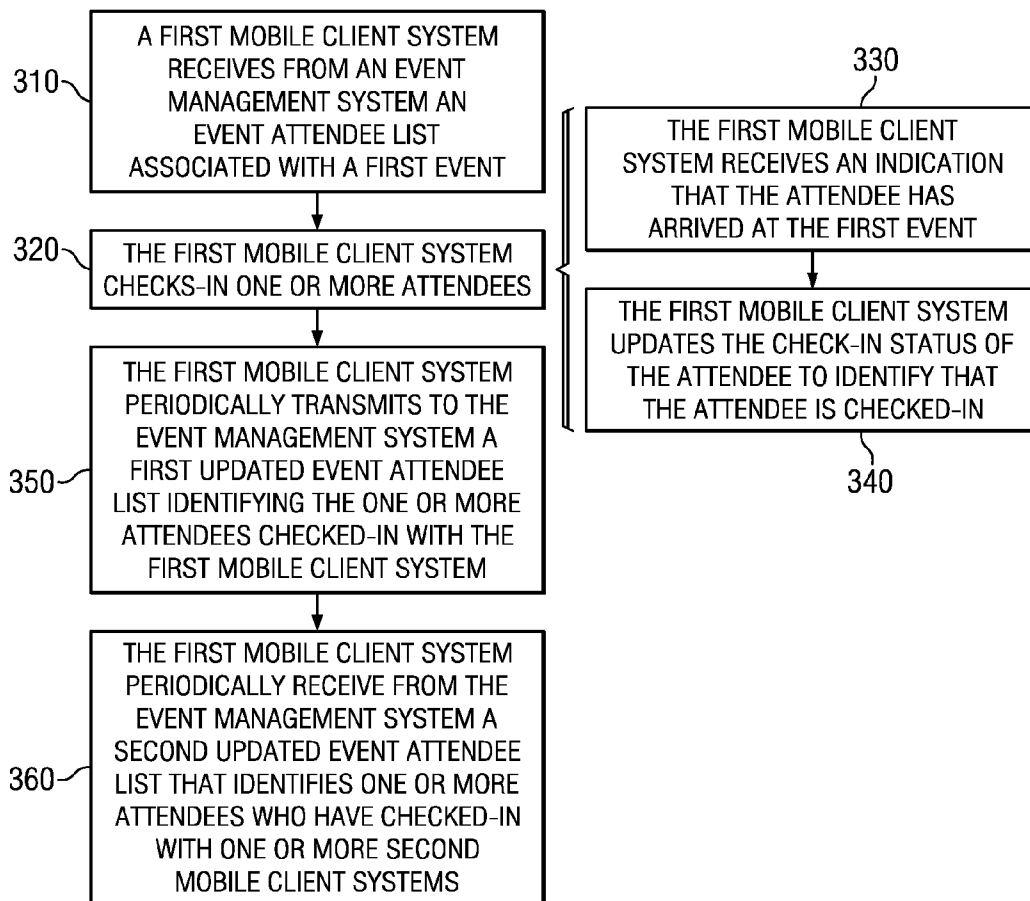 310
A FIRST MOBILE CLIENT SYSTEM
RECEIVES FROM AN EVENT
MANAGEMENT SYSTEM AN
EVENT ATTENDEE LIST
ASSOCIATED WITH A FIRST EVENT
320
THE FIRST MOBILE CLIENT SYSTEM
CHECKS-IN ONE OR MORE ATTENDEES
330
THE FIRST MOBILE CLIENT
SYSTEM RECEIVES AN INDICATION
THAT THE ATTENDEE HAS
ARRIVED AT THE FIRST EVENT
THE FIRST MOBILE CLIENT SYSTEM
UPDATES THE CHECK-IN STATUS OF
THE ATTENDEE TO IDENTIFY THAT
THE ATTENDEE IS CHECKED-IN
340
350
THE FIRST MOBILE CLIENT SYSTEM
PERIODICALLY TRANSMITS TO THE
EVENT MANAGEMENT SYSTEM A
FIRST UPDATED EVENT ATTENDEE
LIST IDENTIFYING THE ONE OR MORE
ATTENDEES CHECKED-IN WITH THE
FIRST MOBILE CLIENT SYSTEM
360
THE FIRST MOBILE CLIENT SYSTEM
PERIODICALLY RECEIVE FROM THE
EVENT MANAGEMENT SYSTEM A
SECOND UPDATED EVENT ATTENDEE
LIST THAT IDENTIFIES ONE OR MORE
ATTENDEES WHO HAVE CHECKED-IN
WITH ONE OR MORE SECOND
MOBILE CLIENT SYSTEMS